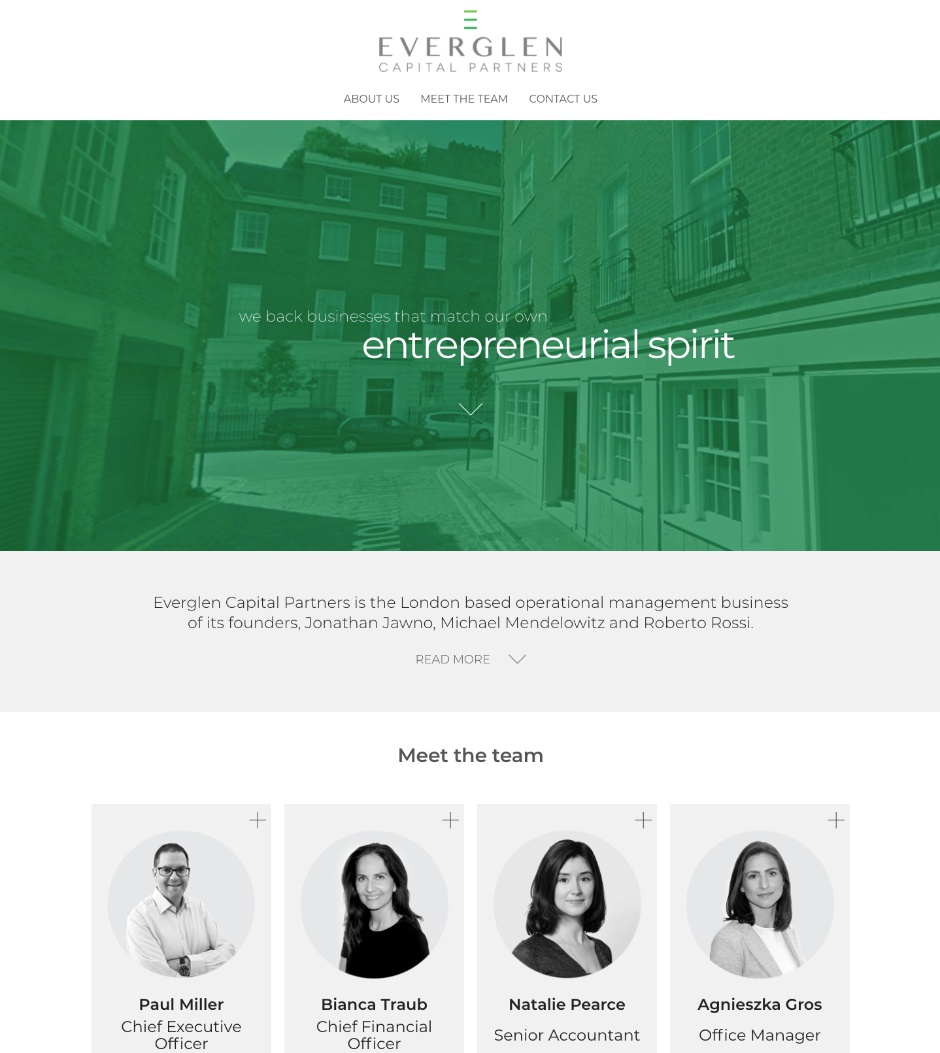 EVERGLEN
CAPITAL PARTNERS
ABOUT US MEET THE TEAM CONTACT US
we back businesses that match our own
entrepreneurial spirit
Everglen Capital Partners is the London based operational management business
of its founders, Jonathan Jawno, Michael Mendelowitz and Roberto Rossi.
READ MORE
Meet the team
Paul Miller
Chief Executive
Officer
Bianca Traub
Chief Financial
Officer
Natalie Pearce
Senior Accountant
Agnieszka Gros
Office Manager